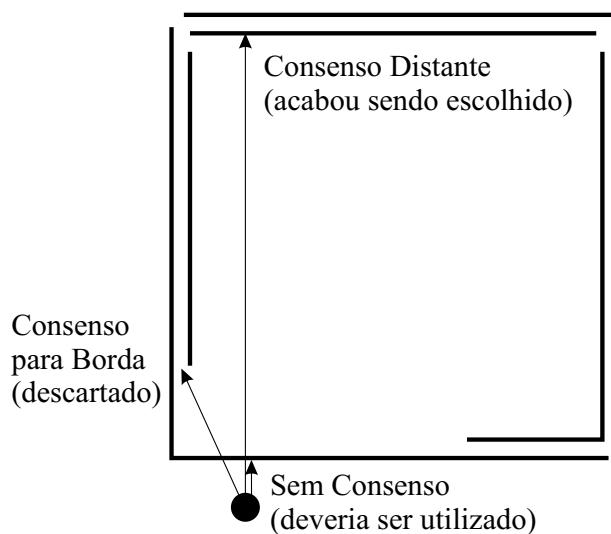 Consenso Distante
(acabou sendo escolhido)
Consenso
para Borda
(descartado)
Sem Consenso
(deveria ser utilizado)